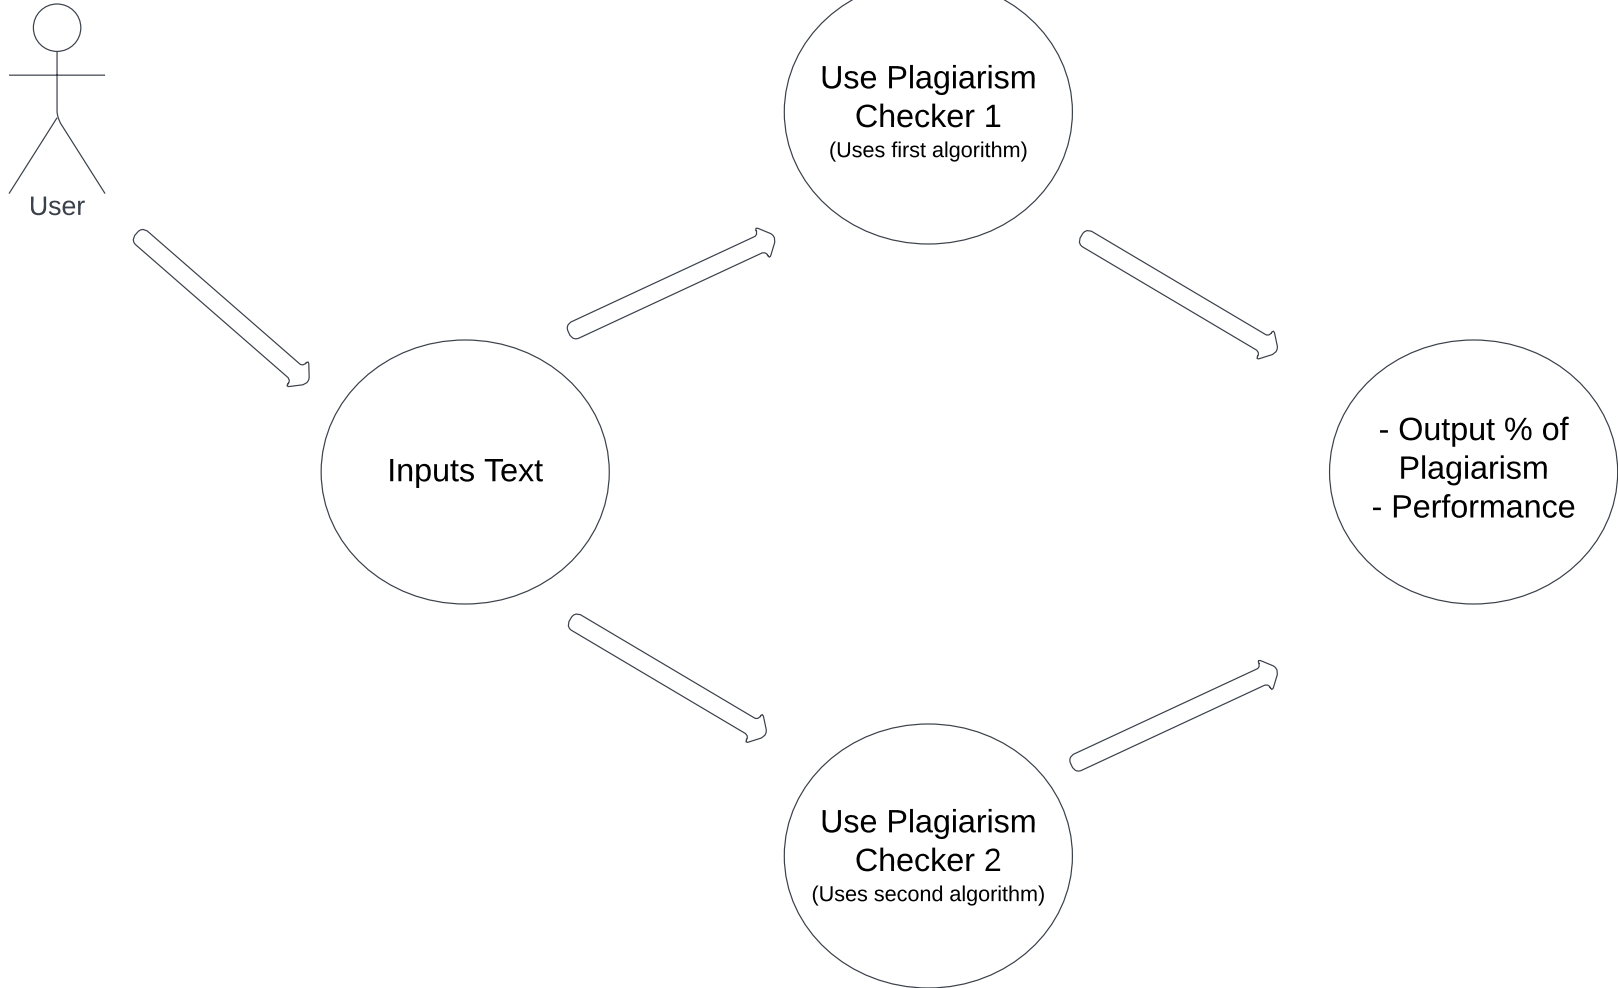 User
Use Plagiarism
Checker 1
(Uses first algorithm)
Inputs Text
- Output % of
Plagiarism
- Performance
Use Plagiarism
Checker 2
(Uses second algorithm)